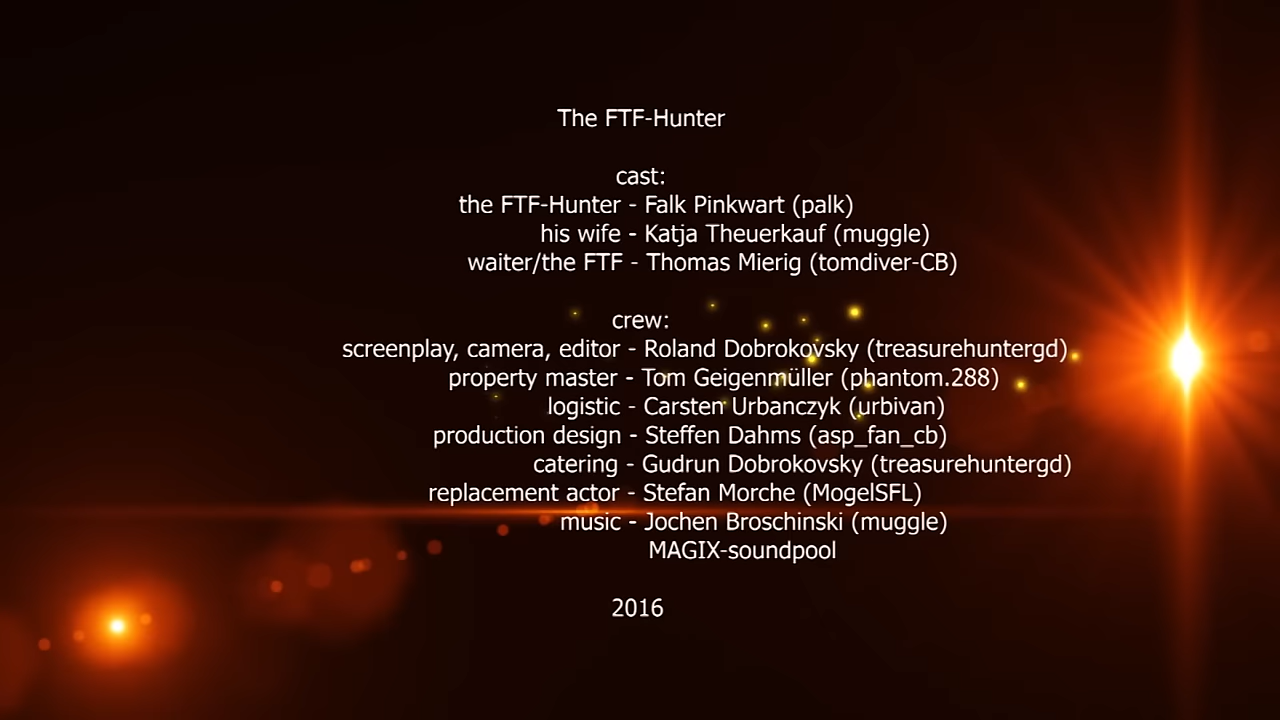 The FTF-Hunter
cast:
the FTF-Hunter - Falk Pinkwart (palk)
his wife - Katja Theuerkauf (muggle)
waiter/the FTF - Thomas Mierig (tomdiver-CB)
crew:
screenplay, camera, editor - Roland Dobrokovsky (treasurehuntergd)
property master - Tom Geigenmüller (phantom.288)
logistic - Carsten Urbanczyk (urbivan)
production design - Steffen Dahms (asp_fan_cb)
catering - Gudrun Dobrokovsky (treasurehuntergd)
replacement actor - Stefan Morche (MogelSFL)
music - Jochen Broschinski (muggle)
MAGIX-soundpool
2016